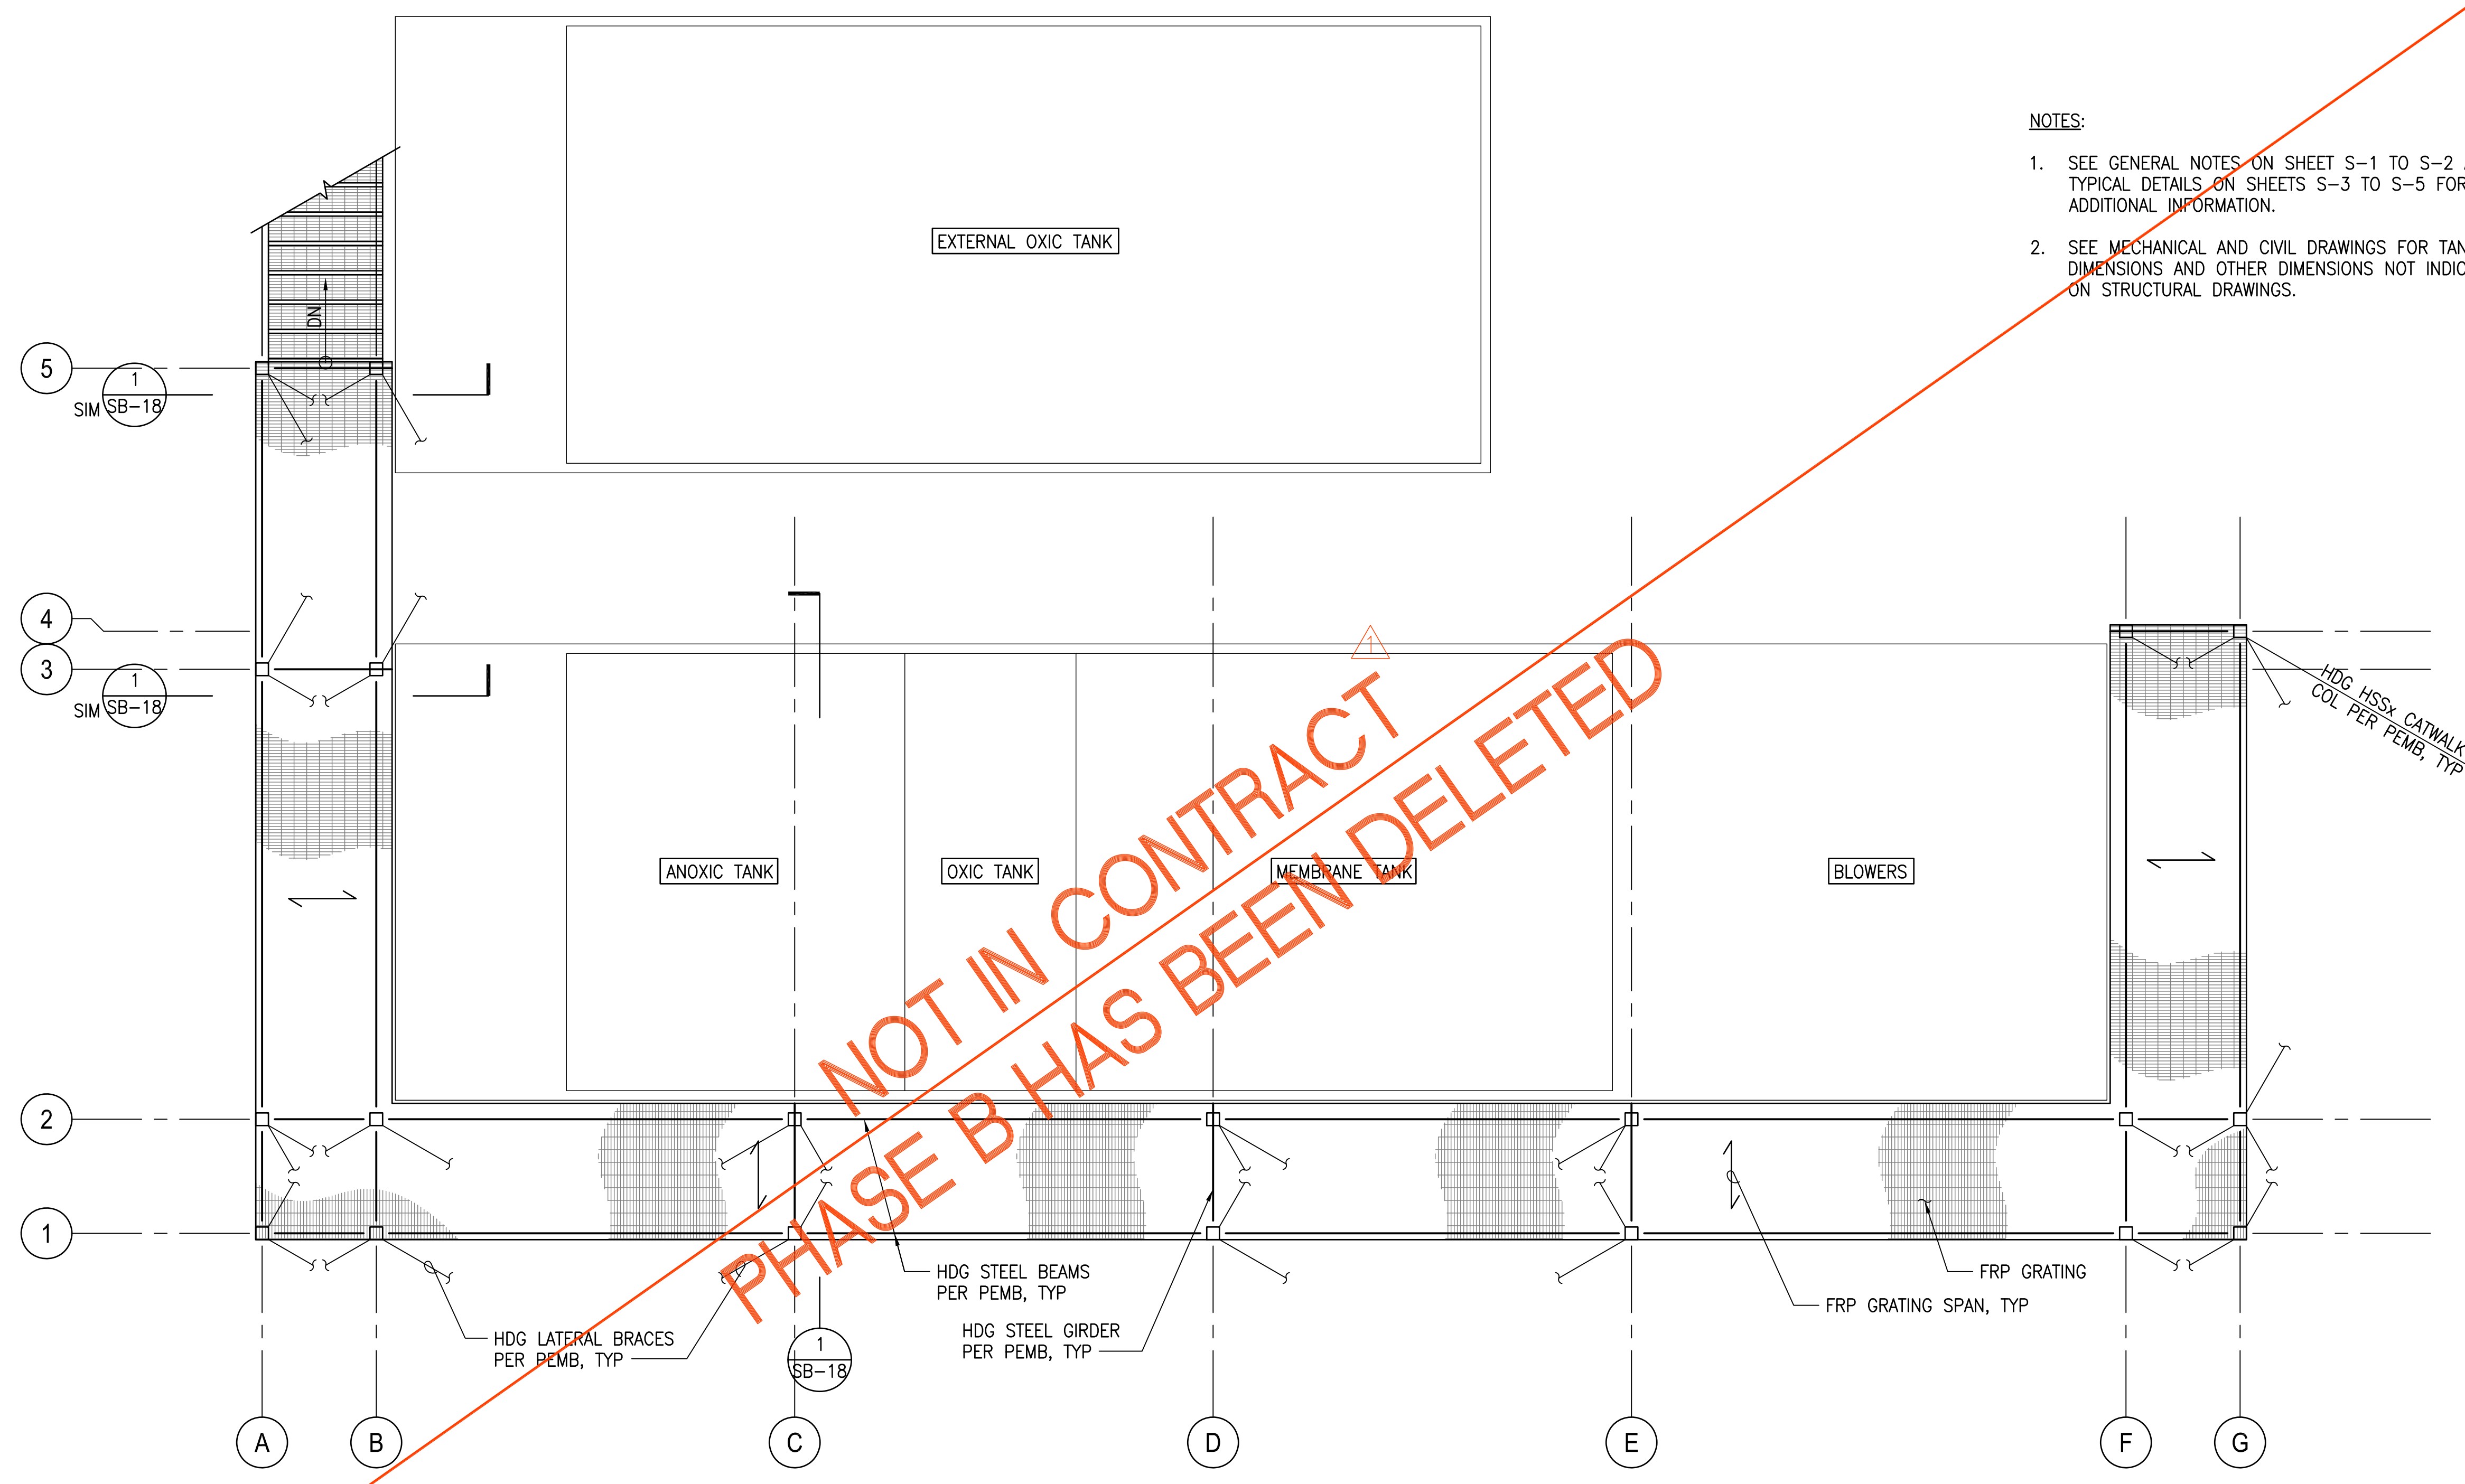 NOTES:
1. SEE GENERAL NOTES ON SHEET S-1 TO S-2
TYPICAL DETAILS ON SHEETS S-3 TO S-5 FOR
ADDITIONAL INFORMATION.
2. SEE MECHANICAL AND CIVIL DRAWINGS FOR
DIMENSIONS AND OTHER DIMENSIONS NOT
ON STRUCTURAL DRAWINGS.
EXTERNAL OXIC TANK
DN
5
1
SIM SB-18
4
3
1
SIM SB-18
1
HDG HSSx CATWALK
COL PER PEMB, TYP
ANOXIC TANK
OXIC TANK
MEMBRANE TANK
BLOWERS
NOT IN CONTRACT
PHASE B HAS BEEN DELETED
2
1
HDG STEEL BEAMS
PER PEMB, TYP
FRP GRATING
FRP GRATING SPAN, TYP
HDG LATERAL BRACES
PER PEMB, TYP
HDG STEEL GIRDER
PER PEMB, TYP
1
SB-18
A
B
C
D
E
F
G